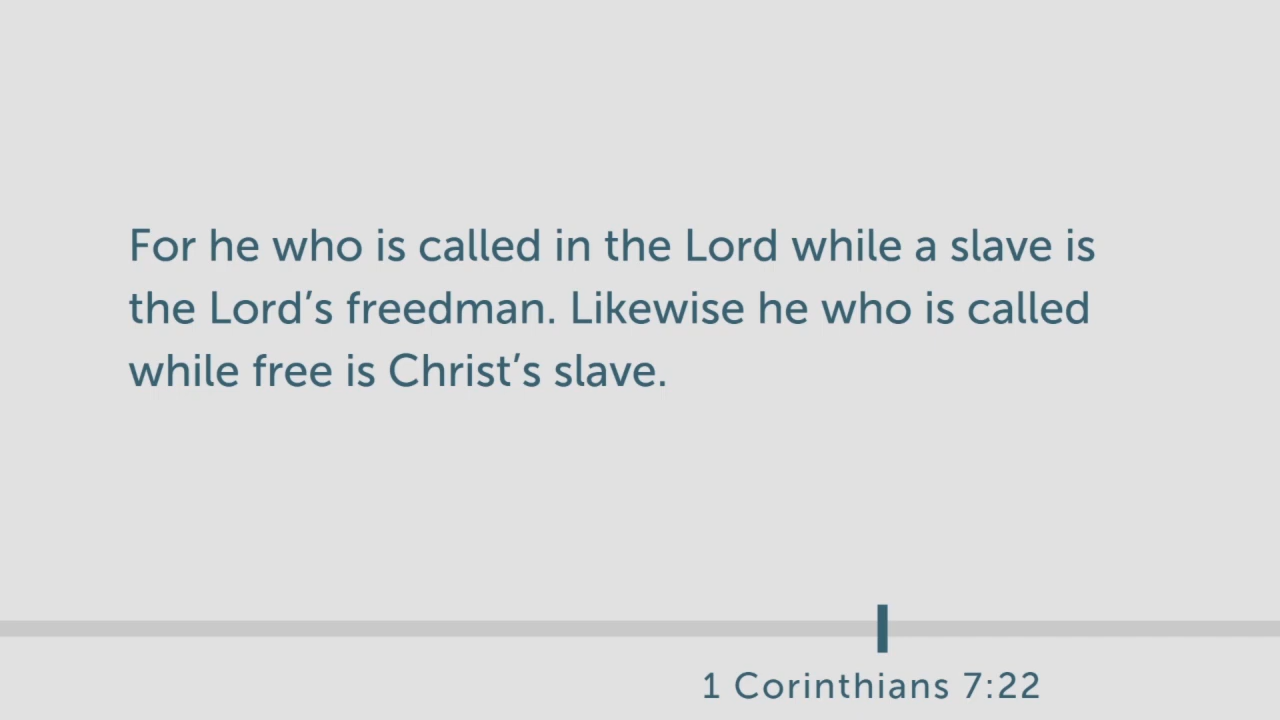 For he who is called in the Lord while a slave is
the Lord’s freedman. Likewise he who is called
while free is Christ’s slave.
1 Corinthians 7:22